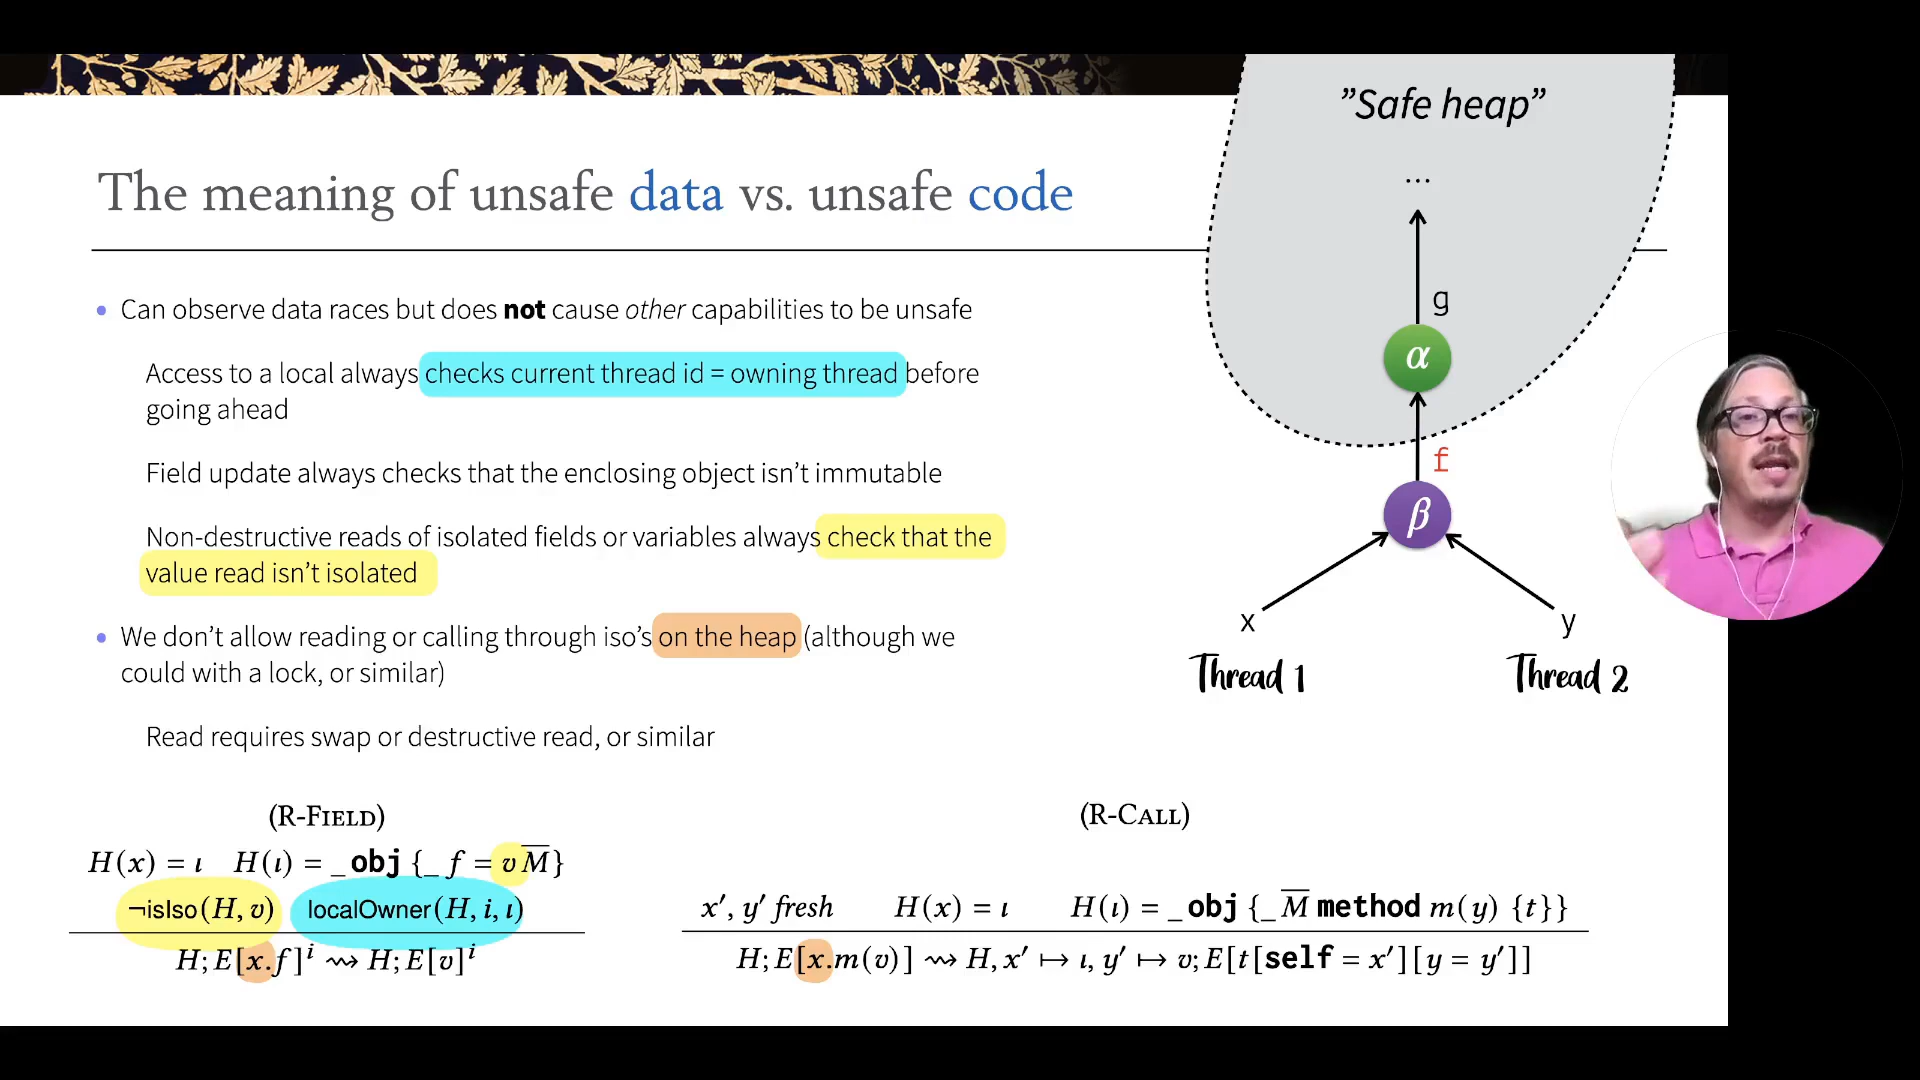 "Safe heap"
...
The meaning of unsafe data vs. unsafe code
g
α
f
β
x
y
Thread 1
Thread 2
• Can observe data races but does not cause other capabilities to be unsafe
Access to a local always checks current thread id = owning thread before
going ahead
Field update always checks that the enclosing object isn’t immutable
Non-destructive reads of isolated fields or variables always check that the
value read isn’t isolated
• We don’t allow reading or calling through iso’s on the heap (although we
could with a lock, or similar)
Read requires swap or destructive read, or similar
(R-Field)
H(x) = ι H(ι) = _ obj {_ f = v M̅}
¬isIso(H, v) localOwner(H, i, ι)
H; E[x.f]ⁱ ⇝ H; E[v]ⁱ
(R-Call)
x′, y′ fresh H(x) = ι H(ι) = _ obj {_ M̅ method m(y) {t}}
H; E[x.m(v)] ⇝ H, x′ ↦ ι, y′ ↦ v; E[t[self = x′][y = y′]]